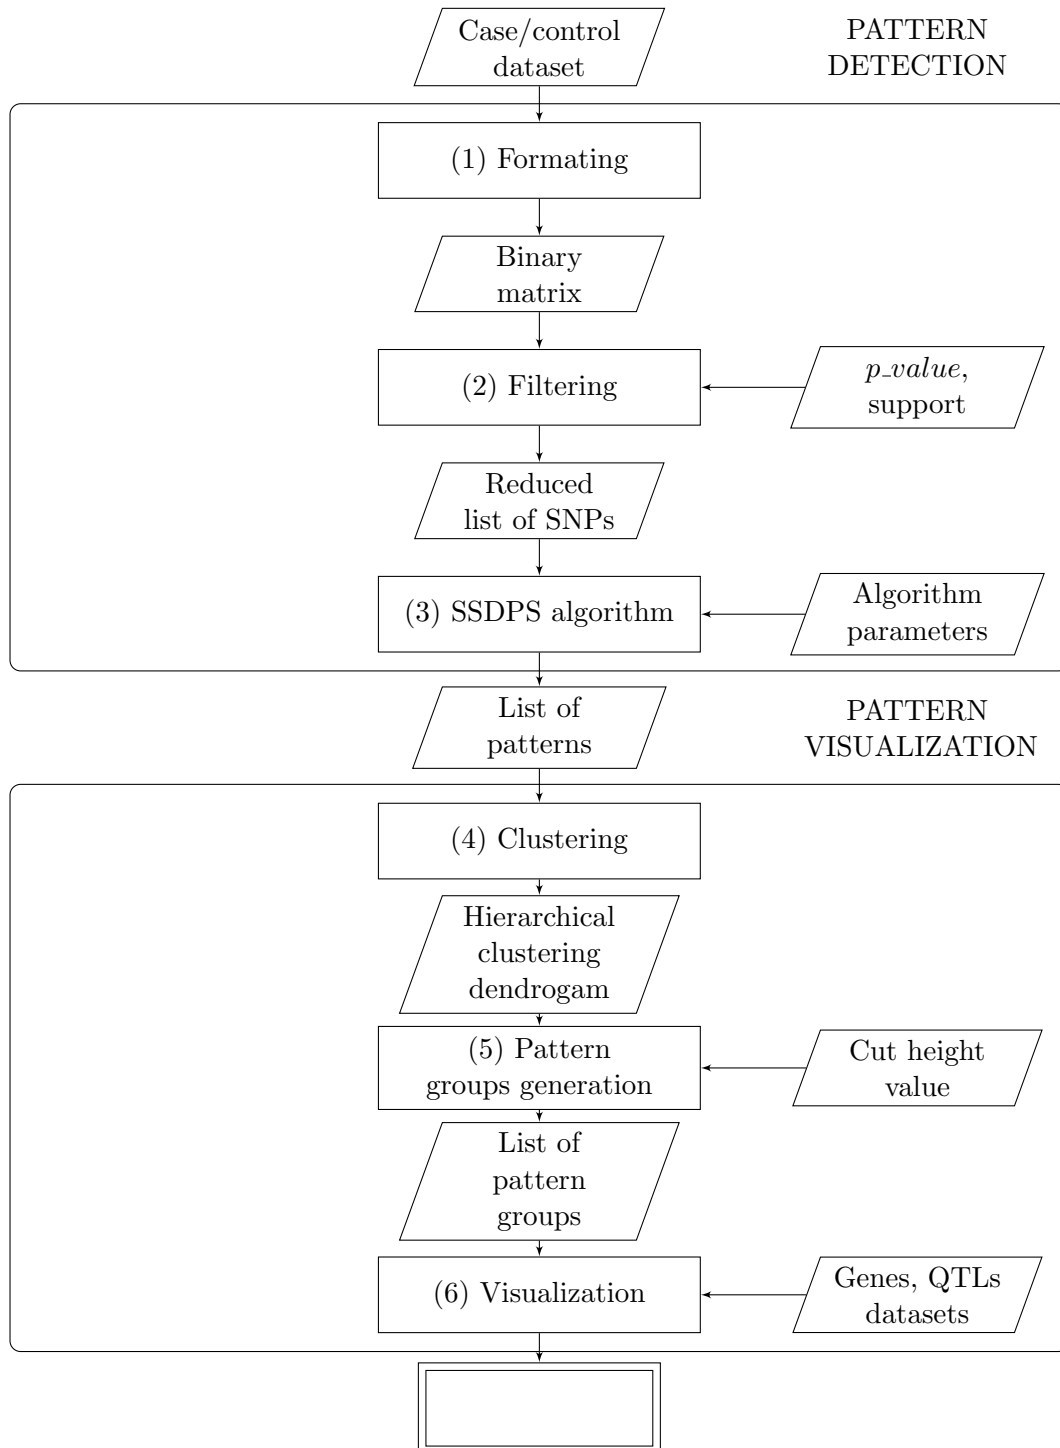 Case/control
dataset
PATTERN
DETECTION
(1) Formating
Binary
matrix
(2) Filtering
p_value,
support
Reduced
list of SNPs
(3) SSDPS algorithm
Algorithm
parameters
List of
patterns
PATTERN
VISUALIZATION
(4) Clustering
Hierarchical
clustering
dendrogam
(5) Pattern
groups generation
Cut height
value
List of
pattern
groups
(6) Visualization
Genes, QTLs
datasets